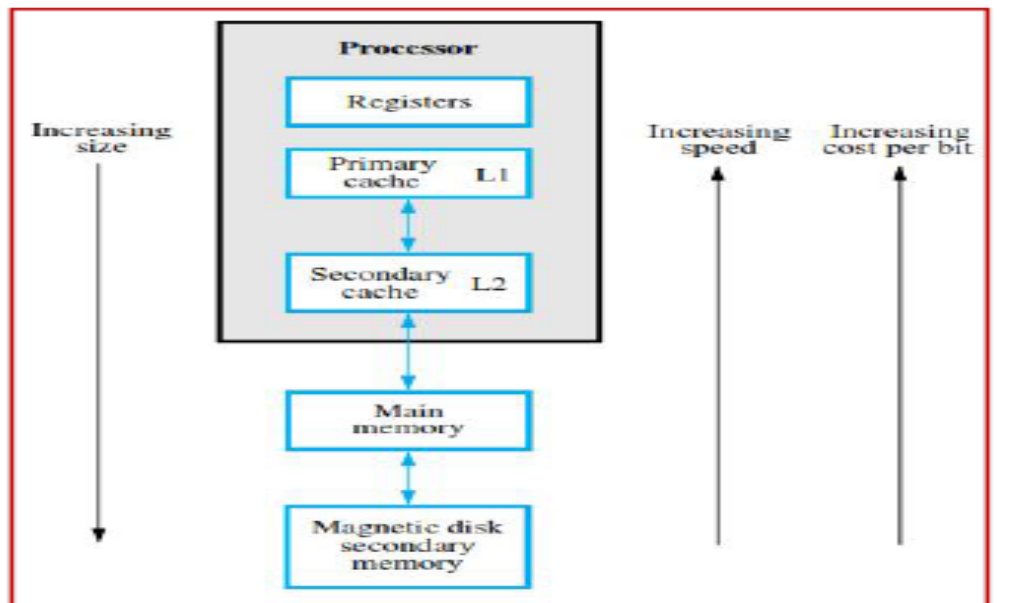 Processor
Registers
Increasing
size
Increasing
speed
Increasing
cost per bit
Primary
cache
L1
Secondary
cache
L2
Main
memory
Magnetic disk
secondary
memory